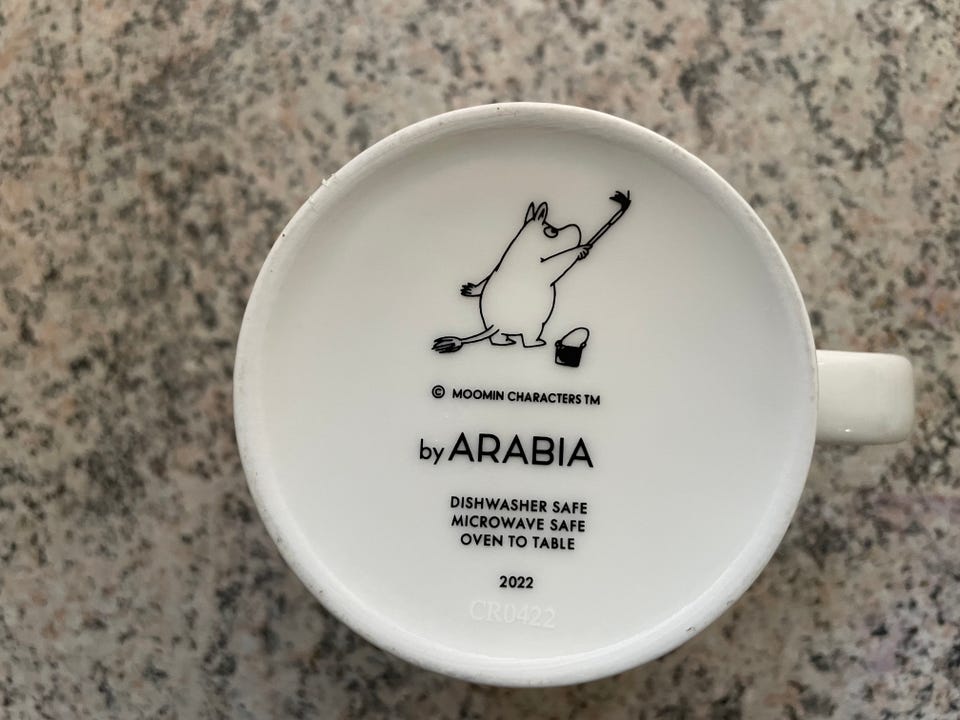 © MOOMIN CHARACTERS TM
by ARABIA
DISHWASHER SAFE
MICROWAVE SAFE
OVEN TO TABLE
2022
CR0422